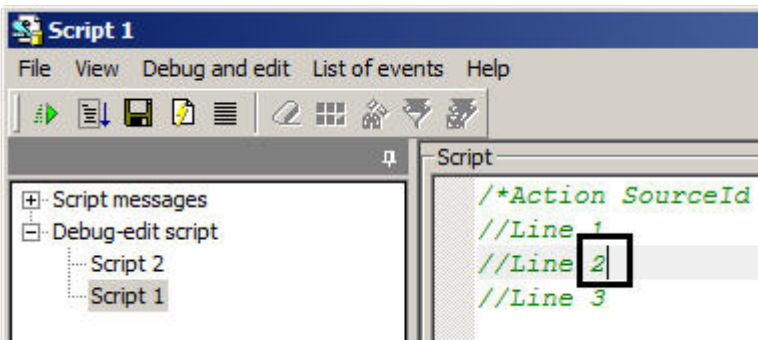 Script 1
File View Debug and edit List of events Help
Script
Script messages
Debug-edit script
Script 2
Script 1
/*Action SourceId
//Line 1
//Line 2
//Line 3